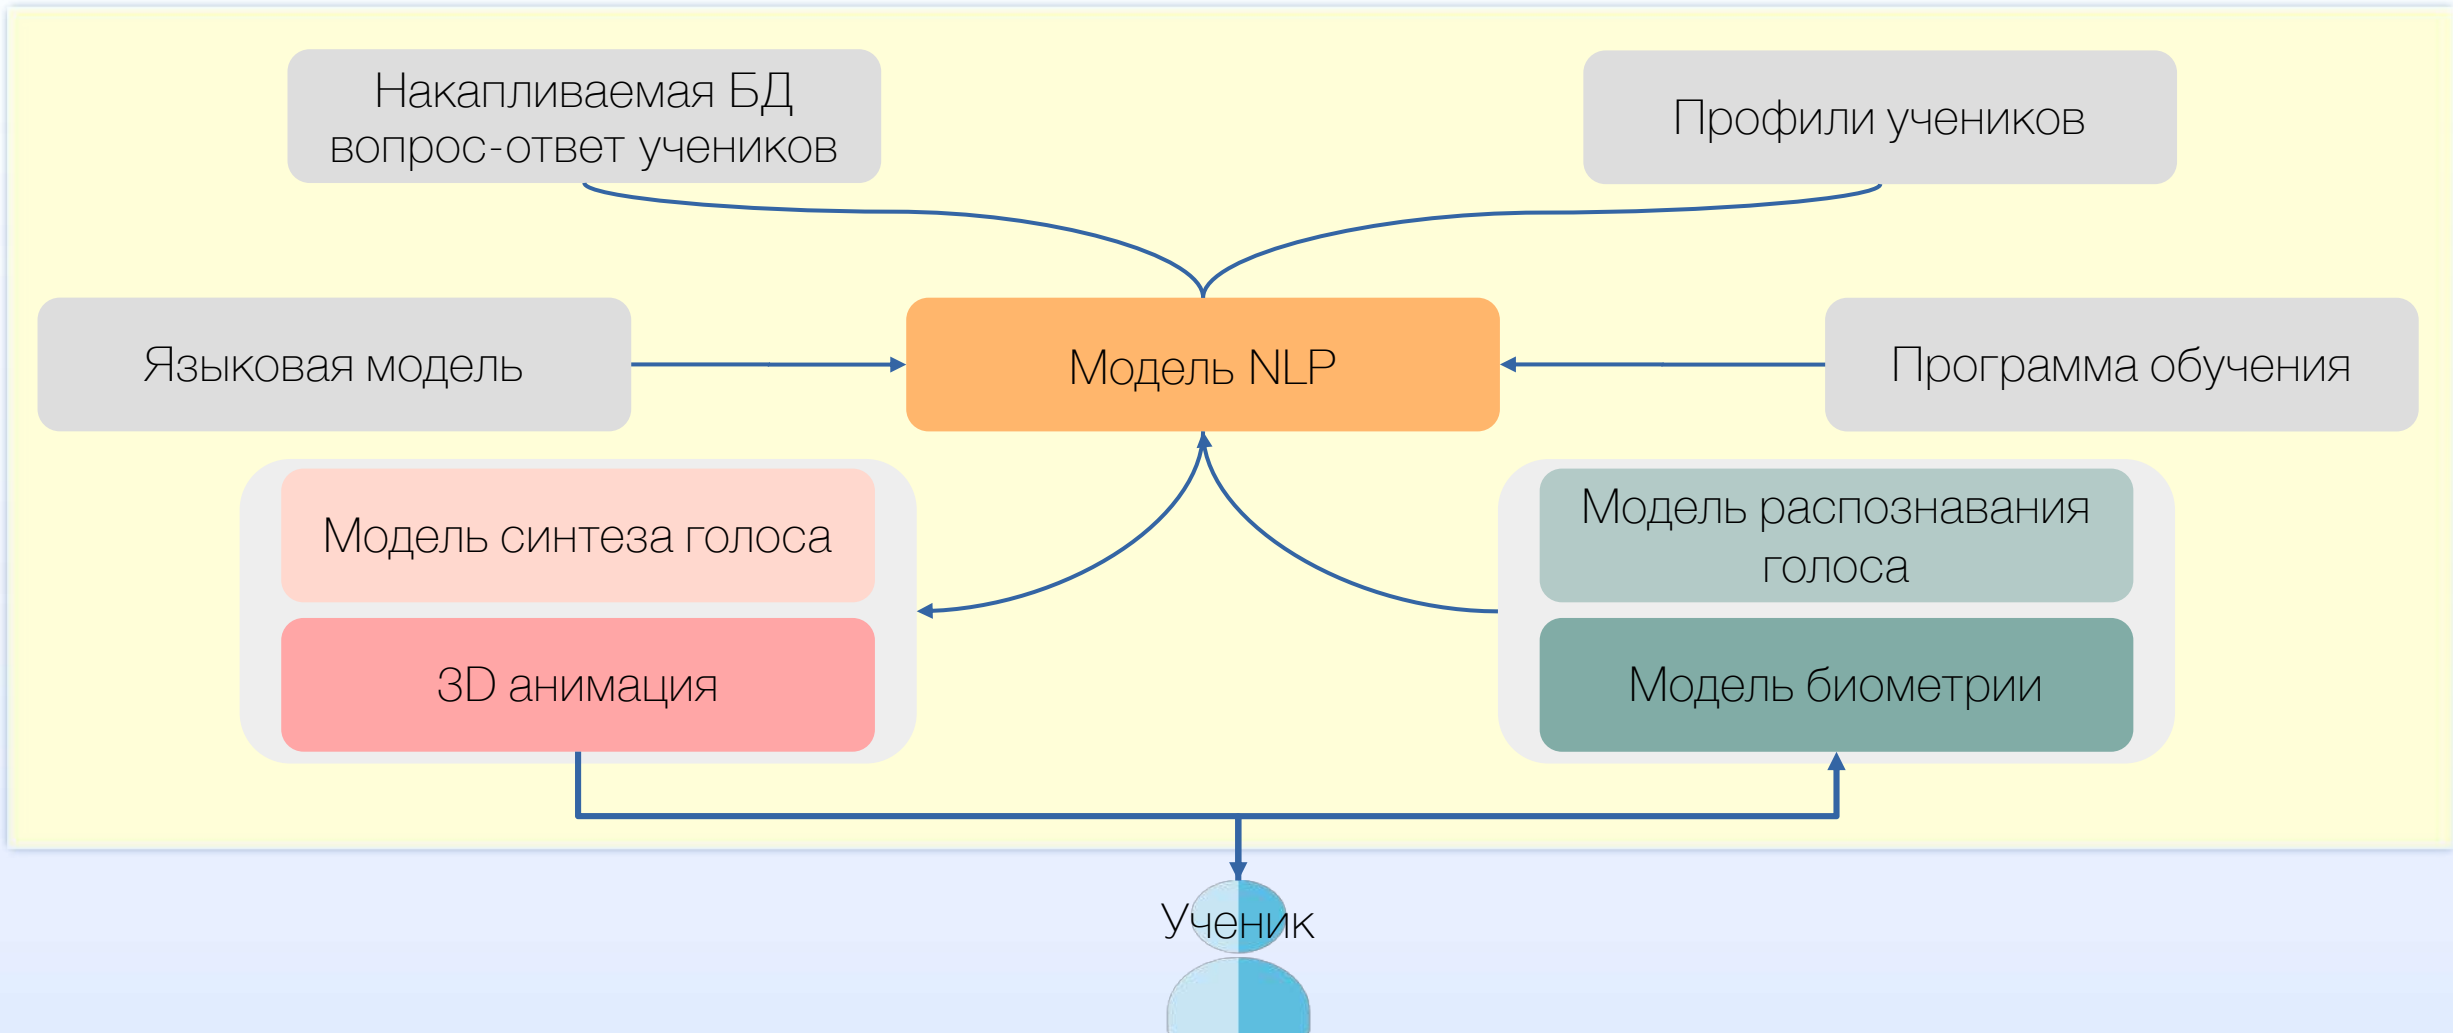 Накапливаемая БД
вопрос-ответ учеников
Профили учеников
Языковая модель
Модель NLP
Программа обучения
Модель синтеза голоса
Модель распознавания
голоса
3D анимация
Модель биометрии
Ученик